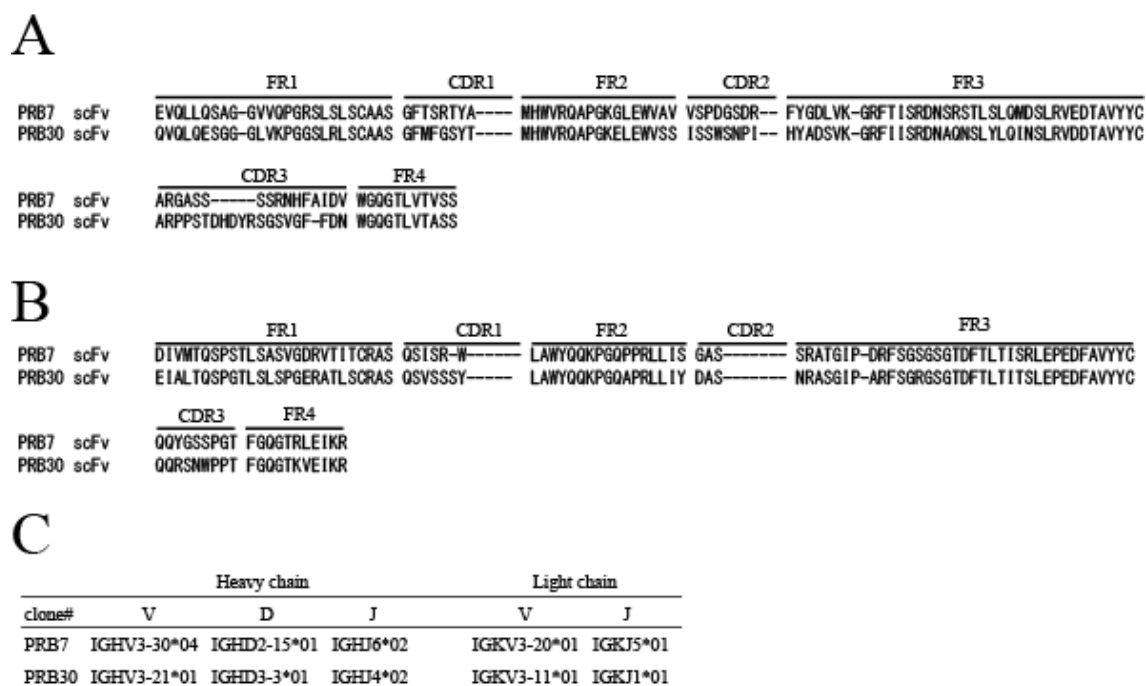 A
FR1 CDR1 FR2 CDR2 FR3
PRB7 scFv EVQLLQSAG-GVVQPGRSLSLSCAAS GFTSRTYA---- MHWVRQAPGKGLEWVAV VSPDGSDR-- FYGDLVK-GRFTISRDNSRSTLSLQMDSLRVEDTAVYYC
PRB30 scFv QVQLQESGG-GLVKPGGSLRLSCAAS GFMFGSYT---- MHWVRQAPGKELEWVSS ISSWSNPI-- HYADSVK-GRFIISRDNAQNSLYLQINSLRVDDTAVYYC
CDR3 FR4
PRB7 scFv ARGASS-----SSRNHFAIDV WGQGTLVTVSS
PRB30 scFv ARPPSTDHDYRSGSVGF-FDN WGQGTLVTASS
B
FR1 CDR1 FR2 CDR2 FR3
PRB7 scFv DIVMTQSPSTLSASVGDRVTITCRAS QSISR-W------ LAWYQQKPGQPPRLLIS GAS------- SRATGIP-DRFSGSGSGTDFTLTISRLEPEDFAVYYC
PRB30 scFv EIALTQSPGTLSLSPGERATLSCRAS QSVSSSY----- LAWYQQKPGQAPRLLIY DAS------- NRASGIP-ARFSGRGSGTDFTLTITSLEPEDFAVYYC
CDR3 FR4
PRB7 scFv QQYGSSPGT FGQGTRLEIKR
PRB30 scFv QQRSNWPPT FGQGTKVEIKR
C
Heavy chain Light chain
clone# V D J V J
PRB7 IGHV3-30*04 IGHD2-15*01 IGHJ6*02 IGKV3-20*01 IGKJ5*01
PRB30 IGHV3-21*01 IGHD3-3*01 IGHJ4*02 IGKV3-11*01 IGKJ1*01